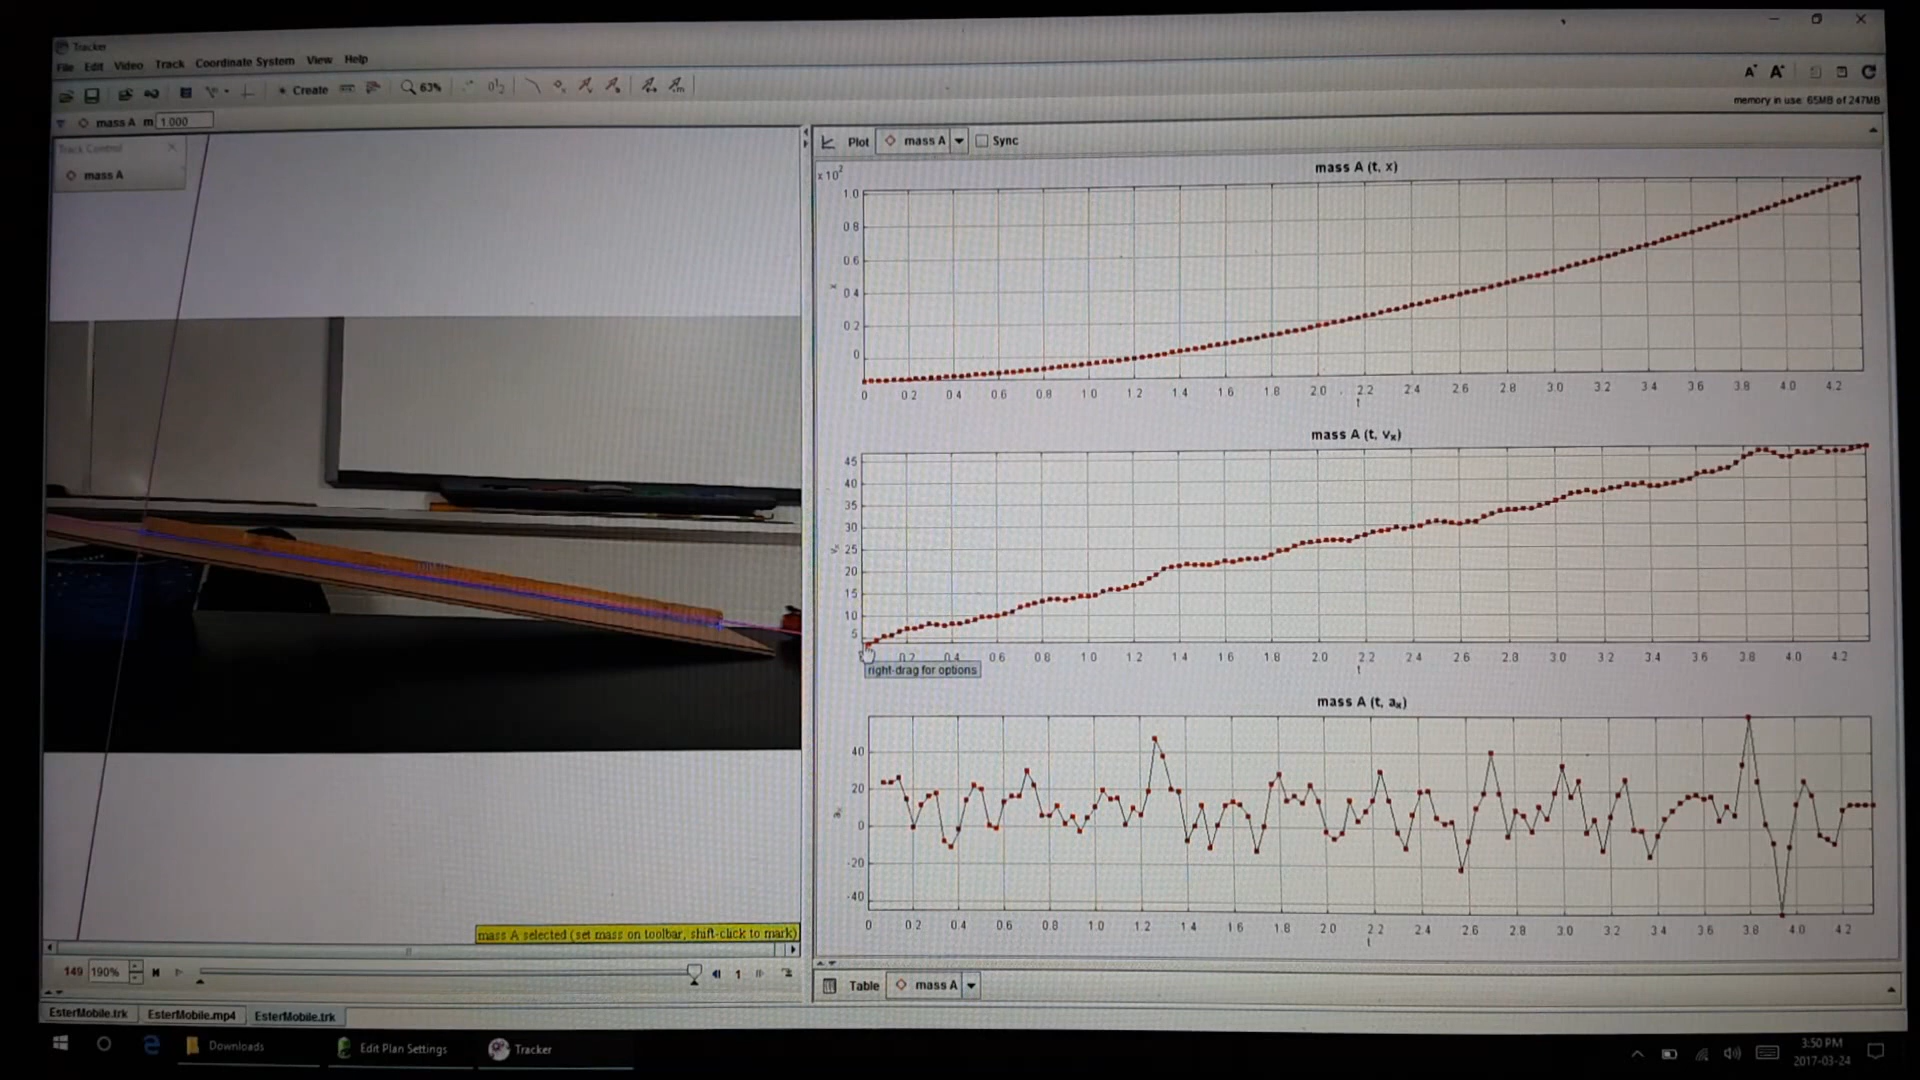 Tracker
File Edit Video Track Coordinate System View Help
Create 63%
memory in use: 65MB of 247MB
mass A m 1.000
Track Control
mass A
Plot mass A Sync
mass A (t, x)
x 10²
1.0
0.8
0.6
0.4
0.2
0
x
0 0.2 0.4 0.6 0.8 1.0 1.2 1.4 1.6 1.8 2.0 2.2 2.4 2.6 2.8 3.0 3.2 3.4 3.6 3.8 4.0 4.2
t
mass A (t, vₓ)
45
40
35
30
25
20
15
10
5
vₓ
0.2 0.4 0.6 0.8 1.0 1.2 1.4 1.6 1.8 2.0 2.2 2.4 2.6 2.8 3.0 3.2 3.4 3.6 3.8 4.0 4.2
t
right-drag for options
mass A (t, aₓ)
40
20
0
-20
-40
aₓ
0 0.2 0.4 0.6 0.8 1.0 1.2 1.4 1.6 1.8 2.0 2.2 2.4 2.6 2.8 3.0 3.2 3.4 3.6 3.8 4.0 4.2
t
mass A selected (set mass on toolbar, shift-click to mark)
149 190% 1
Table mass A
EsterMobile.trk EsterMobile.mp4 EsterMobile.trk
Downloads Edit Plan Settings Tracker
3:50 PM
2017-03-24